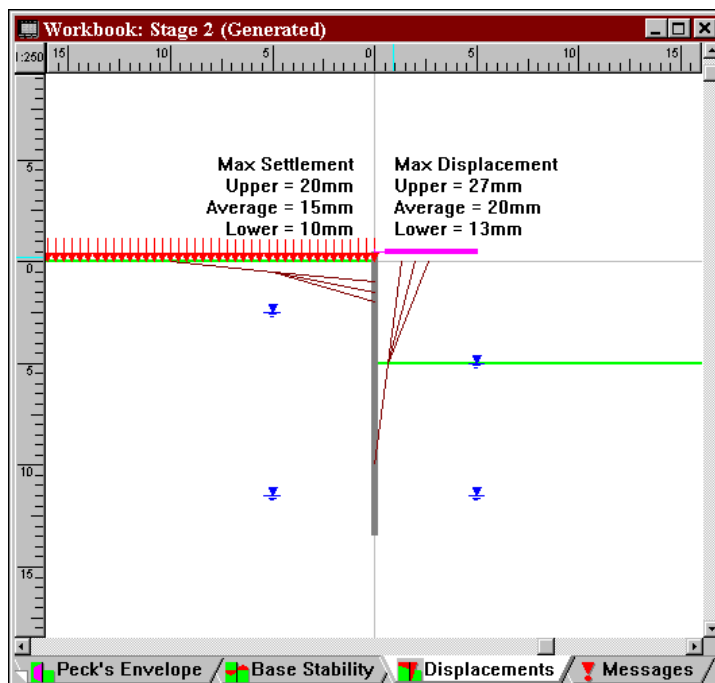 Workbook: Stage 2 (Generated)
1:250 15 10 5 0 5 10 15
Max Settlement
Upper = 20mm
Average = 15mm
Lower = 10mm
Max Displacement
Upper = 27mm
Average = 20mm
Lower = 13mm
5
0
5
10
15
Peck's Envelope
Base Stability
Displacements
Messages